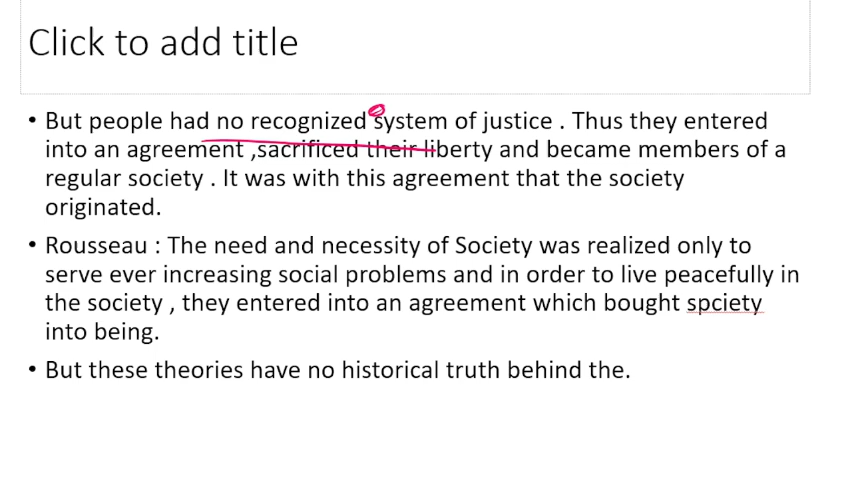 Click to add title
• But people had no recognized system of justice . Thus they entered
into an agreement ,sacrificed their liberty and became members of a
regular society . It was with this agreement that the society
originated.
• Rousseau : The need and necessity of Society was realized only to
serve ever increasing social problems and in order to live peacefully in
the society , they entered into an agreement which bought spciety
into being.
• But these theories have no historical truth behind the.